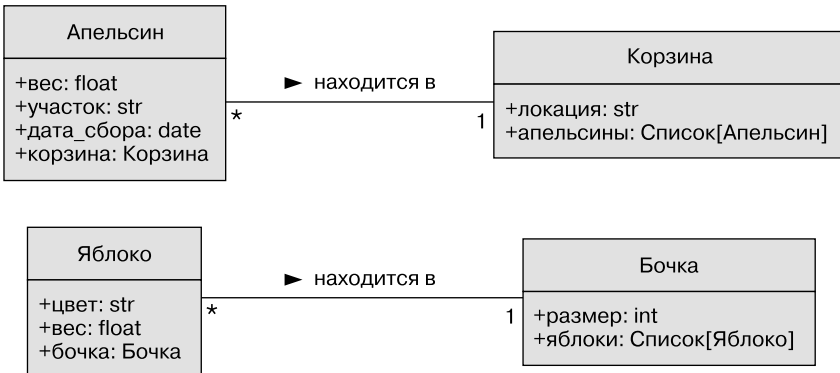 Апельсин
+вес: float
+участок: str
+дата_сбора: date
+корзина: Корзина
► находится в
*
1
Корзина
+локация: str
+апельсины: Список[Апельсин]
Яблоко
+цвет: str
+вес: float
+бочка: Бочка
► находится в
*
1
Бочка
+размер: int
+яблоки: Список[Яблоко]